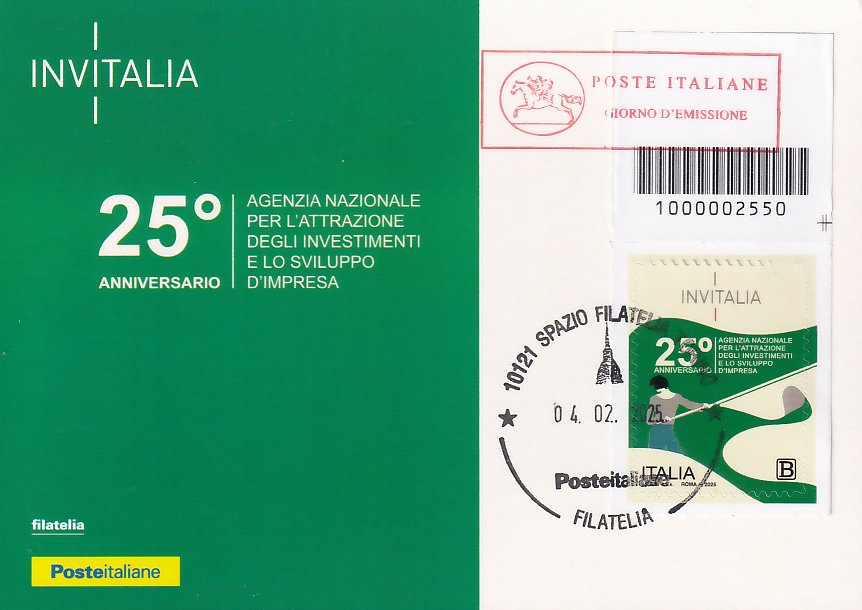 INVITALIA
25°
ANNIVERSARIO
AGENZIA NAZIONALE
PER L'ATTRAZIONE
DEGLI INVESTIMENTI
E LO SVILUPPO
D'IMPRESA
filatelia
Posteitaliane
POSTE ITALIANE
GIORNO D'EMISSIONE
1000002550
INVITALIA
25°
ANNIVERSARIO
AGENZIA NAZIONALE
PER L'ATTRAZIONE
DEGLI INVESTIMENTI
E LO SVILUPPO
D'IMPRESA
ITALIA
ROMA - 2025
B
10121 SPAZIO FILATELIA
04. 02. 2025.
Posteitaliane
FILATELIA